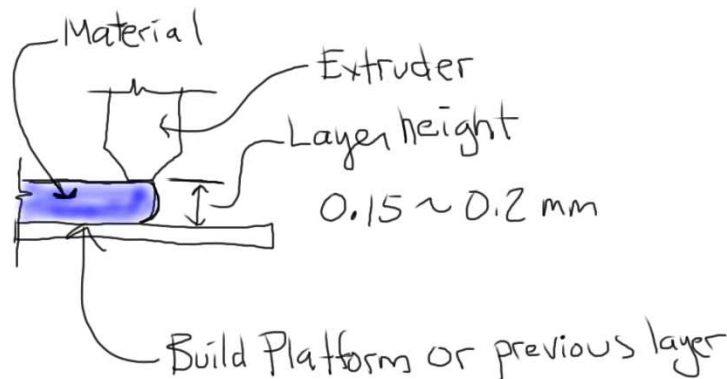 Material
Extruder
Layer height
0.15 ~ 0.2 mm
Build Platform or previous layer